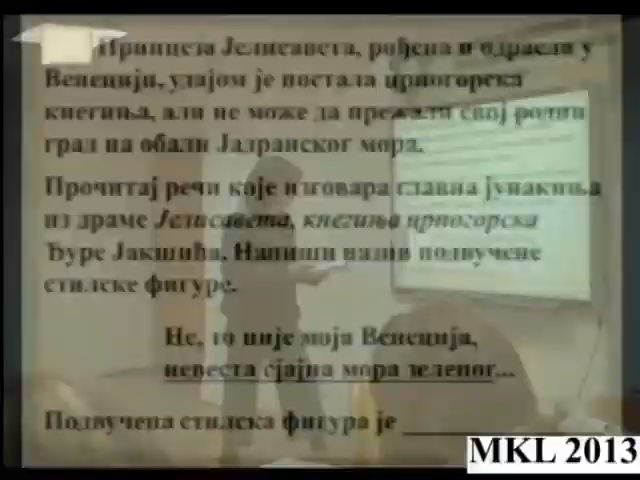 Принцеза Јелисавета, рођена и одрасла у
Венецији, удајом је постала црногорска
кнегиња, али не може да прежали свој родни
град на обали Јадранског мора.
Прочитај речи које изговара главна јунакиња
из драме Јелисавета, кнегиња црногорска
Ђуре Јакшића. Напиши назив подвучене
стилске фигуре.
Не, то није моја Венеција,
невеста сјајна мора зеленог...
Подвучена стилска фигура је
MKL 2013